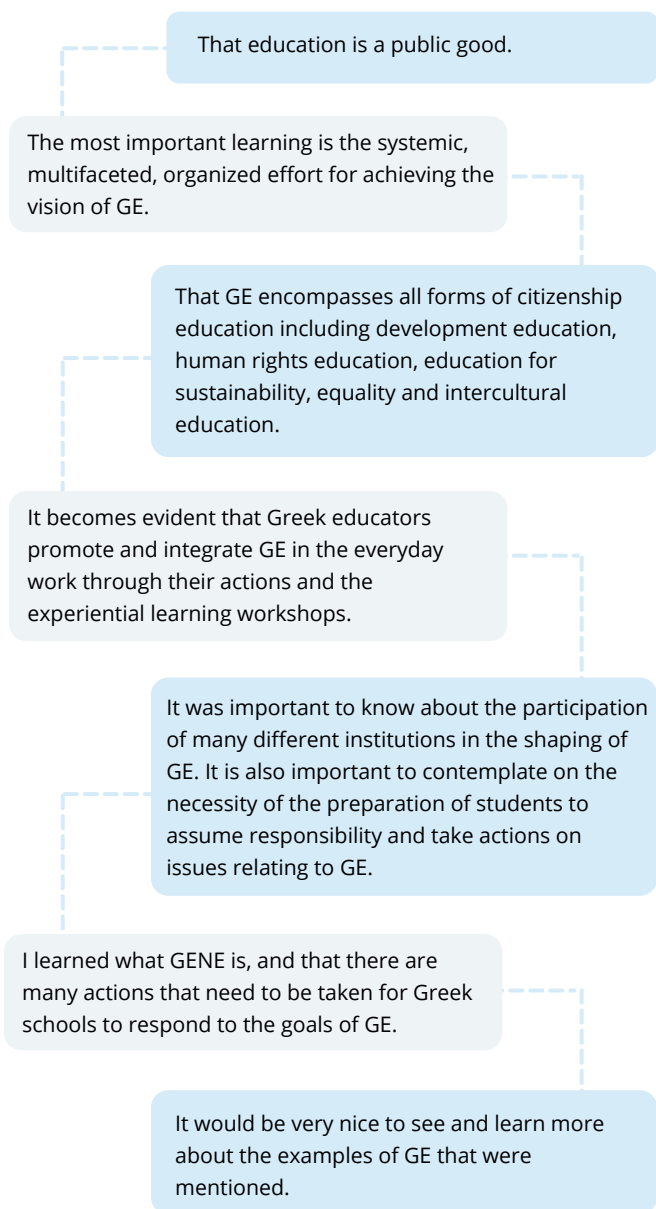 That education is a public good.
The most important learning is the systemic,
multifaceted, organized effort for achieving the
vision of GE.
That GE encompasses all forms of citizenship
education including development education,
human rights education, education for
sustainability, equality and intercultural
education.
It becomes evident that Greek educators
promote and integrate GE in the everyday
work through their actions and the
experiential learning workshops.
It was important to know about the participation
of many different institutions in the shaping of
GE. It is also important to contemplate on the
necessity of the preparation of students to
assume responsibility and take actions on
issues relating to GE.
I learned what GENE is, and that there are
many actions that need to be taken for Greek
schools to respond to the goals of GE.
It would be very nice to see and learn more
about the examples of GE that were
mentioned.